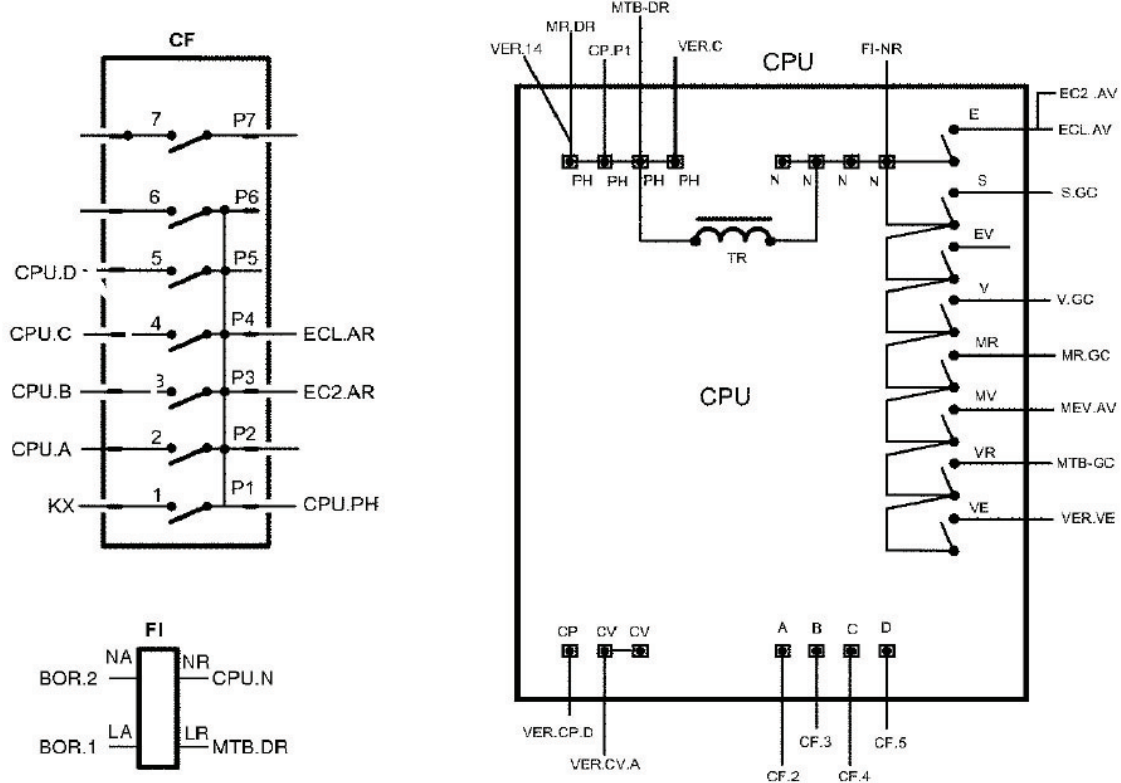 CF
7 P7
6 P6
CPU.D 5 P5
CPU.C 4 P4 ECL.AR
CPU.B 3 P3 EC2.AR
CPU.A 2 P2
KX 1 P1 CPU.PH
FI
NA NR
BOR.2 CPU.N
LA LR
BOR.1 MTB.DR
MTB-DR
MR.DR
VER.14 CP.P1 VER.C
CPU
FI-NR
EC2.AV
E ECL.AV
PH PH PH PH N N N N
S S.GC
EV
TR
V V.GC
MR MR.GC
CPU
MV MEV.AV
VR MTB-GC
VE VER.VE
CP CV CV A B C D
VER.CP.D
VER.CV.A
CF.2 CF.3 CF.4 CF.5